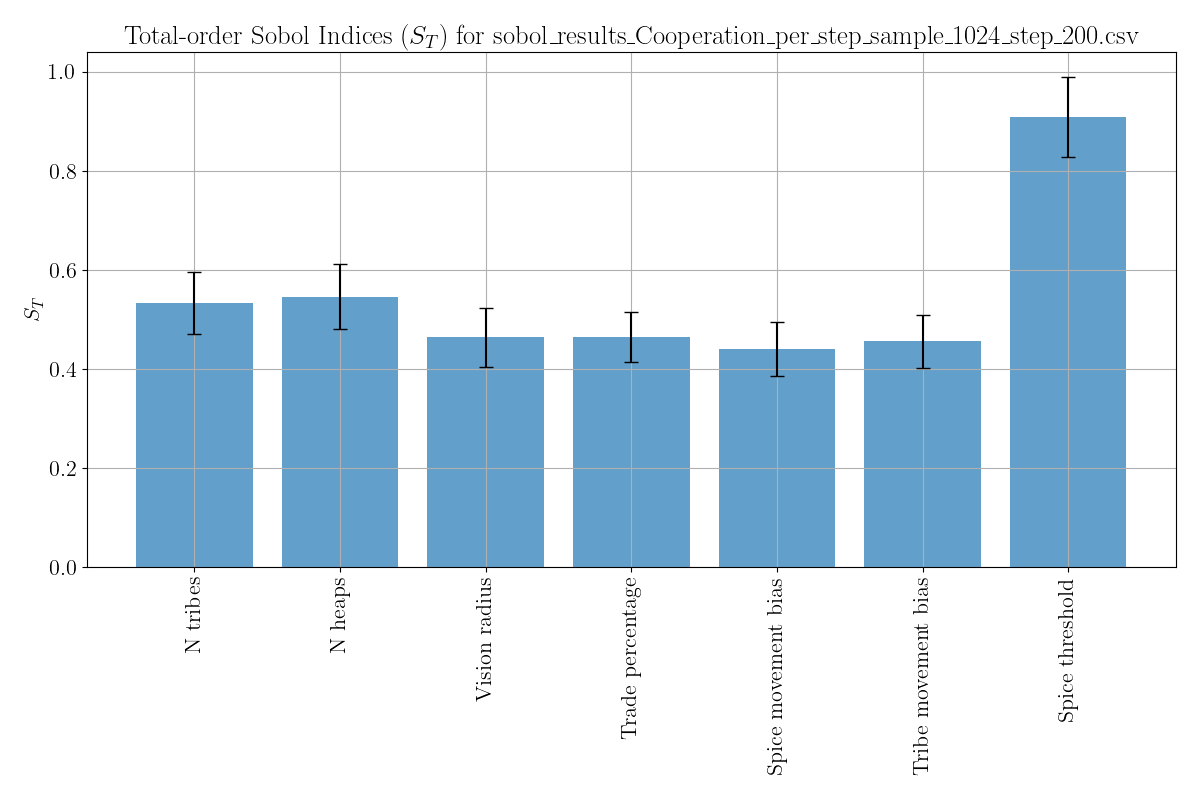 Total-order Sobol Indices (S_T) for sobol_results_Cooperation_per_step_sample_1024_step_200.csv
1.0
0.8
0.6
0.4
0.2
0.0
S_T
N tribes
N heaps
Vision radius
Trade percentage
Spice movement bias
Tribe movement bias
Spice threshold